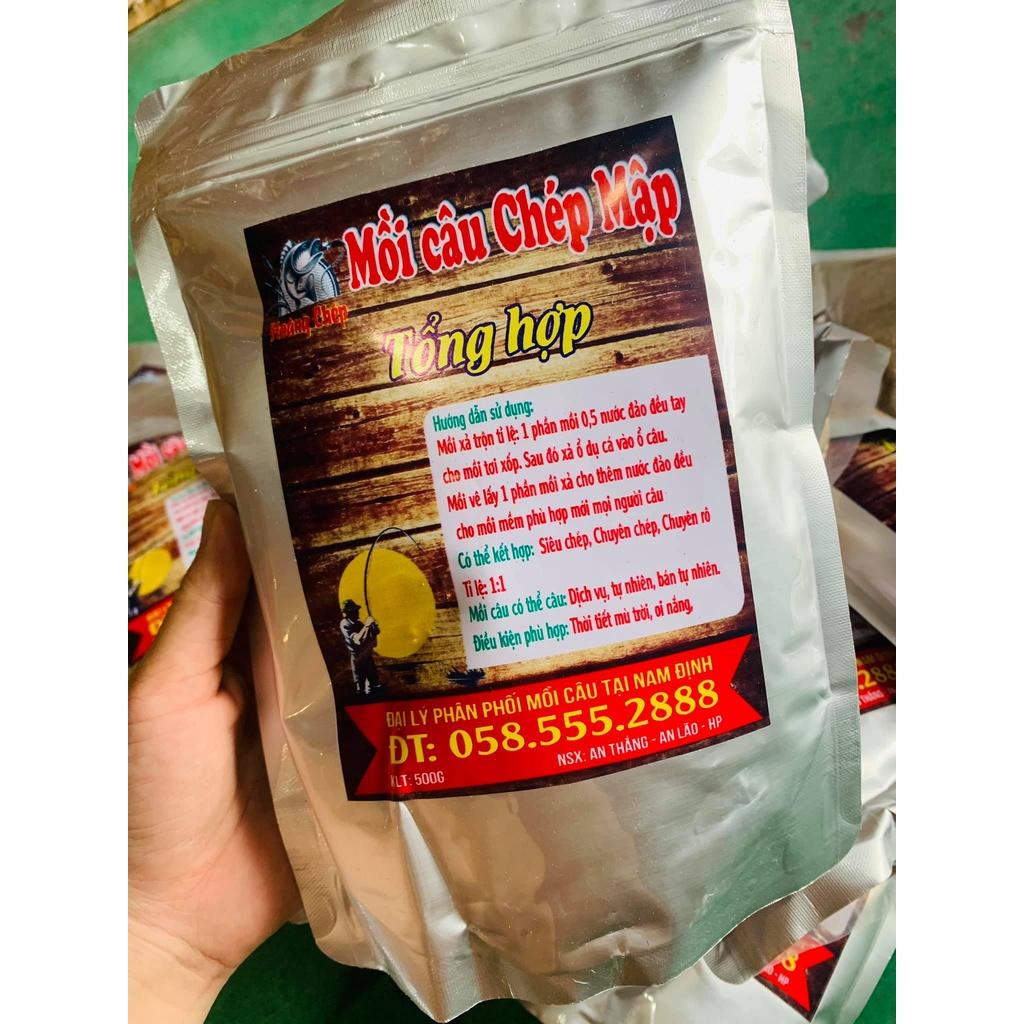 Mồi câu Chép Mập
Hoàng Chép
Tổng hợp
Hướng dẫn sử dụng:
Mồi xả trộn tỉ lệ: 1 phần mồi 0,5 nước đảo đều tay
cho mồi tơi xốp. Sau đó xả ổ dụ cá vào ổ câu.
Mồi vê lấy 1 phần mồi xả cho thêm nước đảo đều
cho mồi mềm phù hợp mới mọi người câu
Có thể kết hợp: Siêu chép, Chuyên chép, Chuyên rô
Tỉ lệ: 1:1
Mồi câu có thể câu: Dịch vụ, tự nhiên, bán tự nhiên.
Điều kiện phù hợp: Thời tiết mù trời, oi nắng,
ĐẠI LÝ PHÂN PHỐI MỒI CÂU TẠI NAM ĐỊNH
ĐT: 058.555.2888
KLT: 500G
NSX: AN THẮNG - AN LÃO - HP